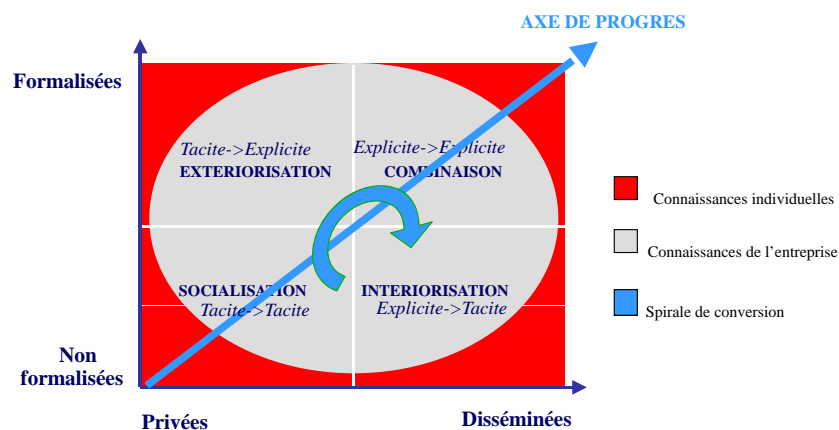 AXE DE PROGRES
Formalisées
Tacite->Explicite
EXTERIORISATION
Explicite->Explicite
COMBINAISON
Connaissances individuelles
Connaissances de l'entreprise
SOCIALISATION
Tacite->Tacite
INTERIORISATION
Explicite->Tacite
Spirale de conversion
Non
formalisées
Privées
Disséminées